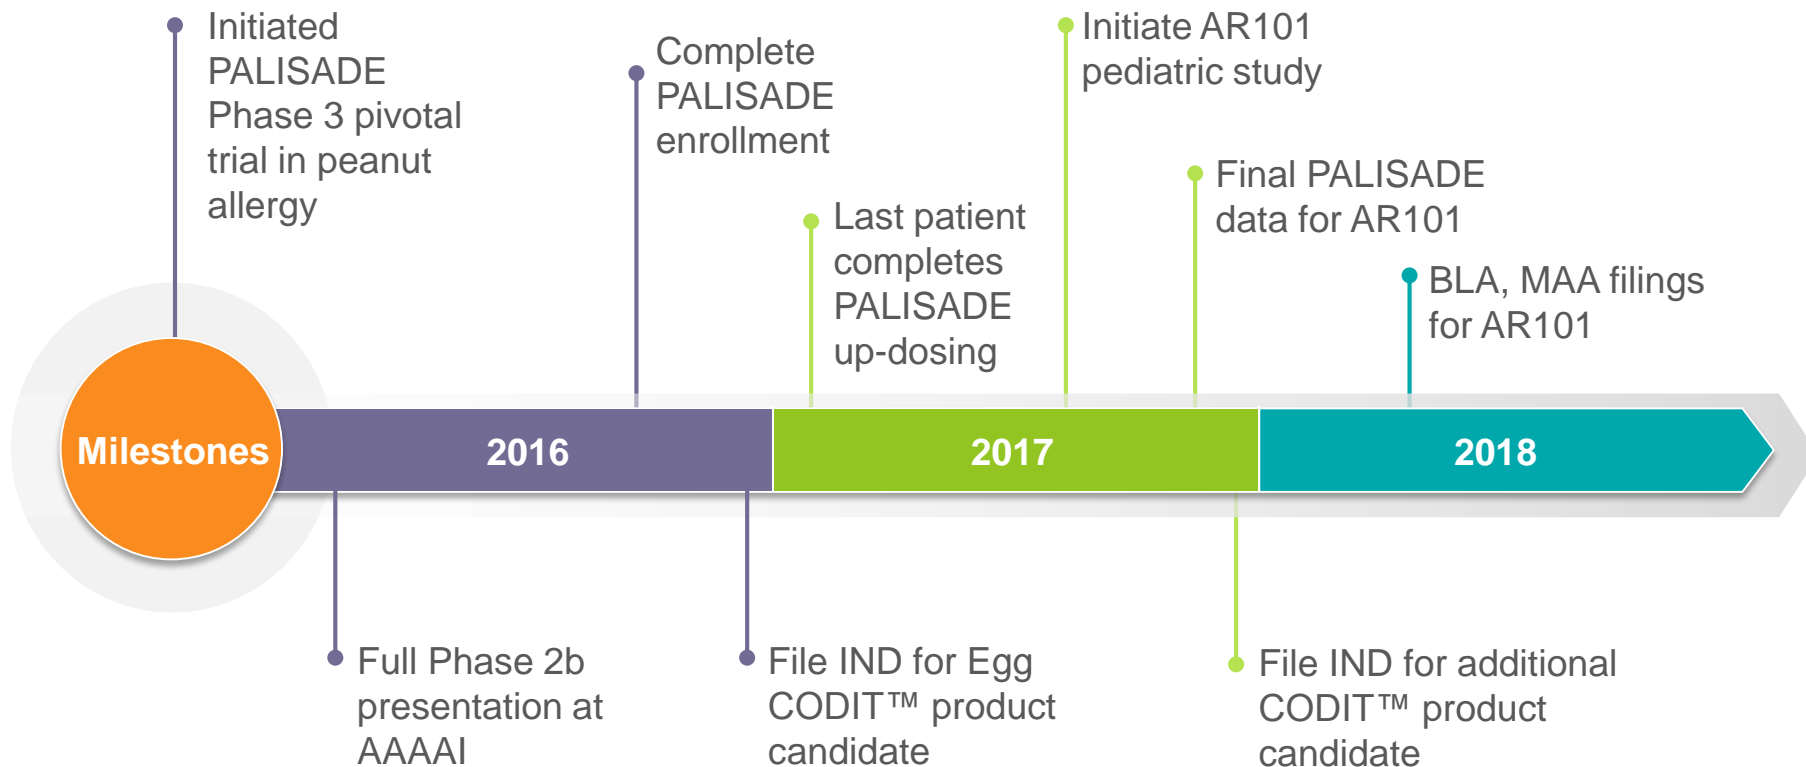 Initiated
PALISADE
Phase 3 pivotal
trial in peanut
allergy
Complete
PALISADE
enrollment
Last patient
completes
PALISADE
up-dosing
Initiate AR101
pediatric study
Final PALISADE
data for AR101
BLA, MAA filings
for AR101
Milestones
2016
2017
2018
Full Phase 2b
presentation at
AAAAI
File IND for Egg
CODIT™ product
candidate
File IND for additional
CODIT™ product
candidate